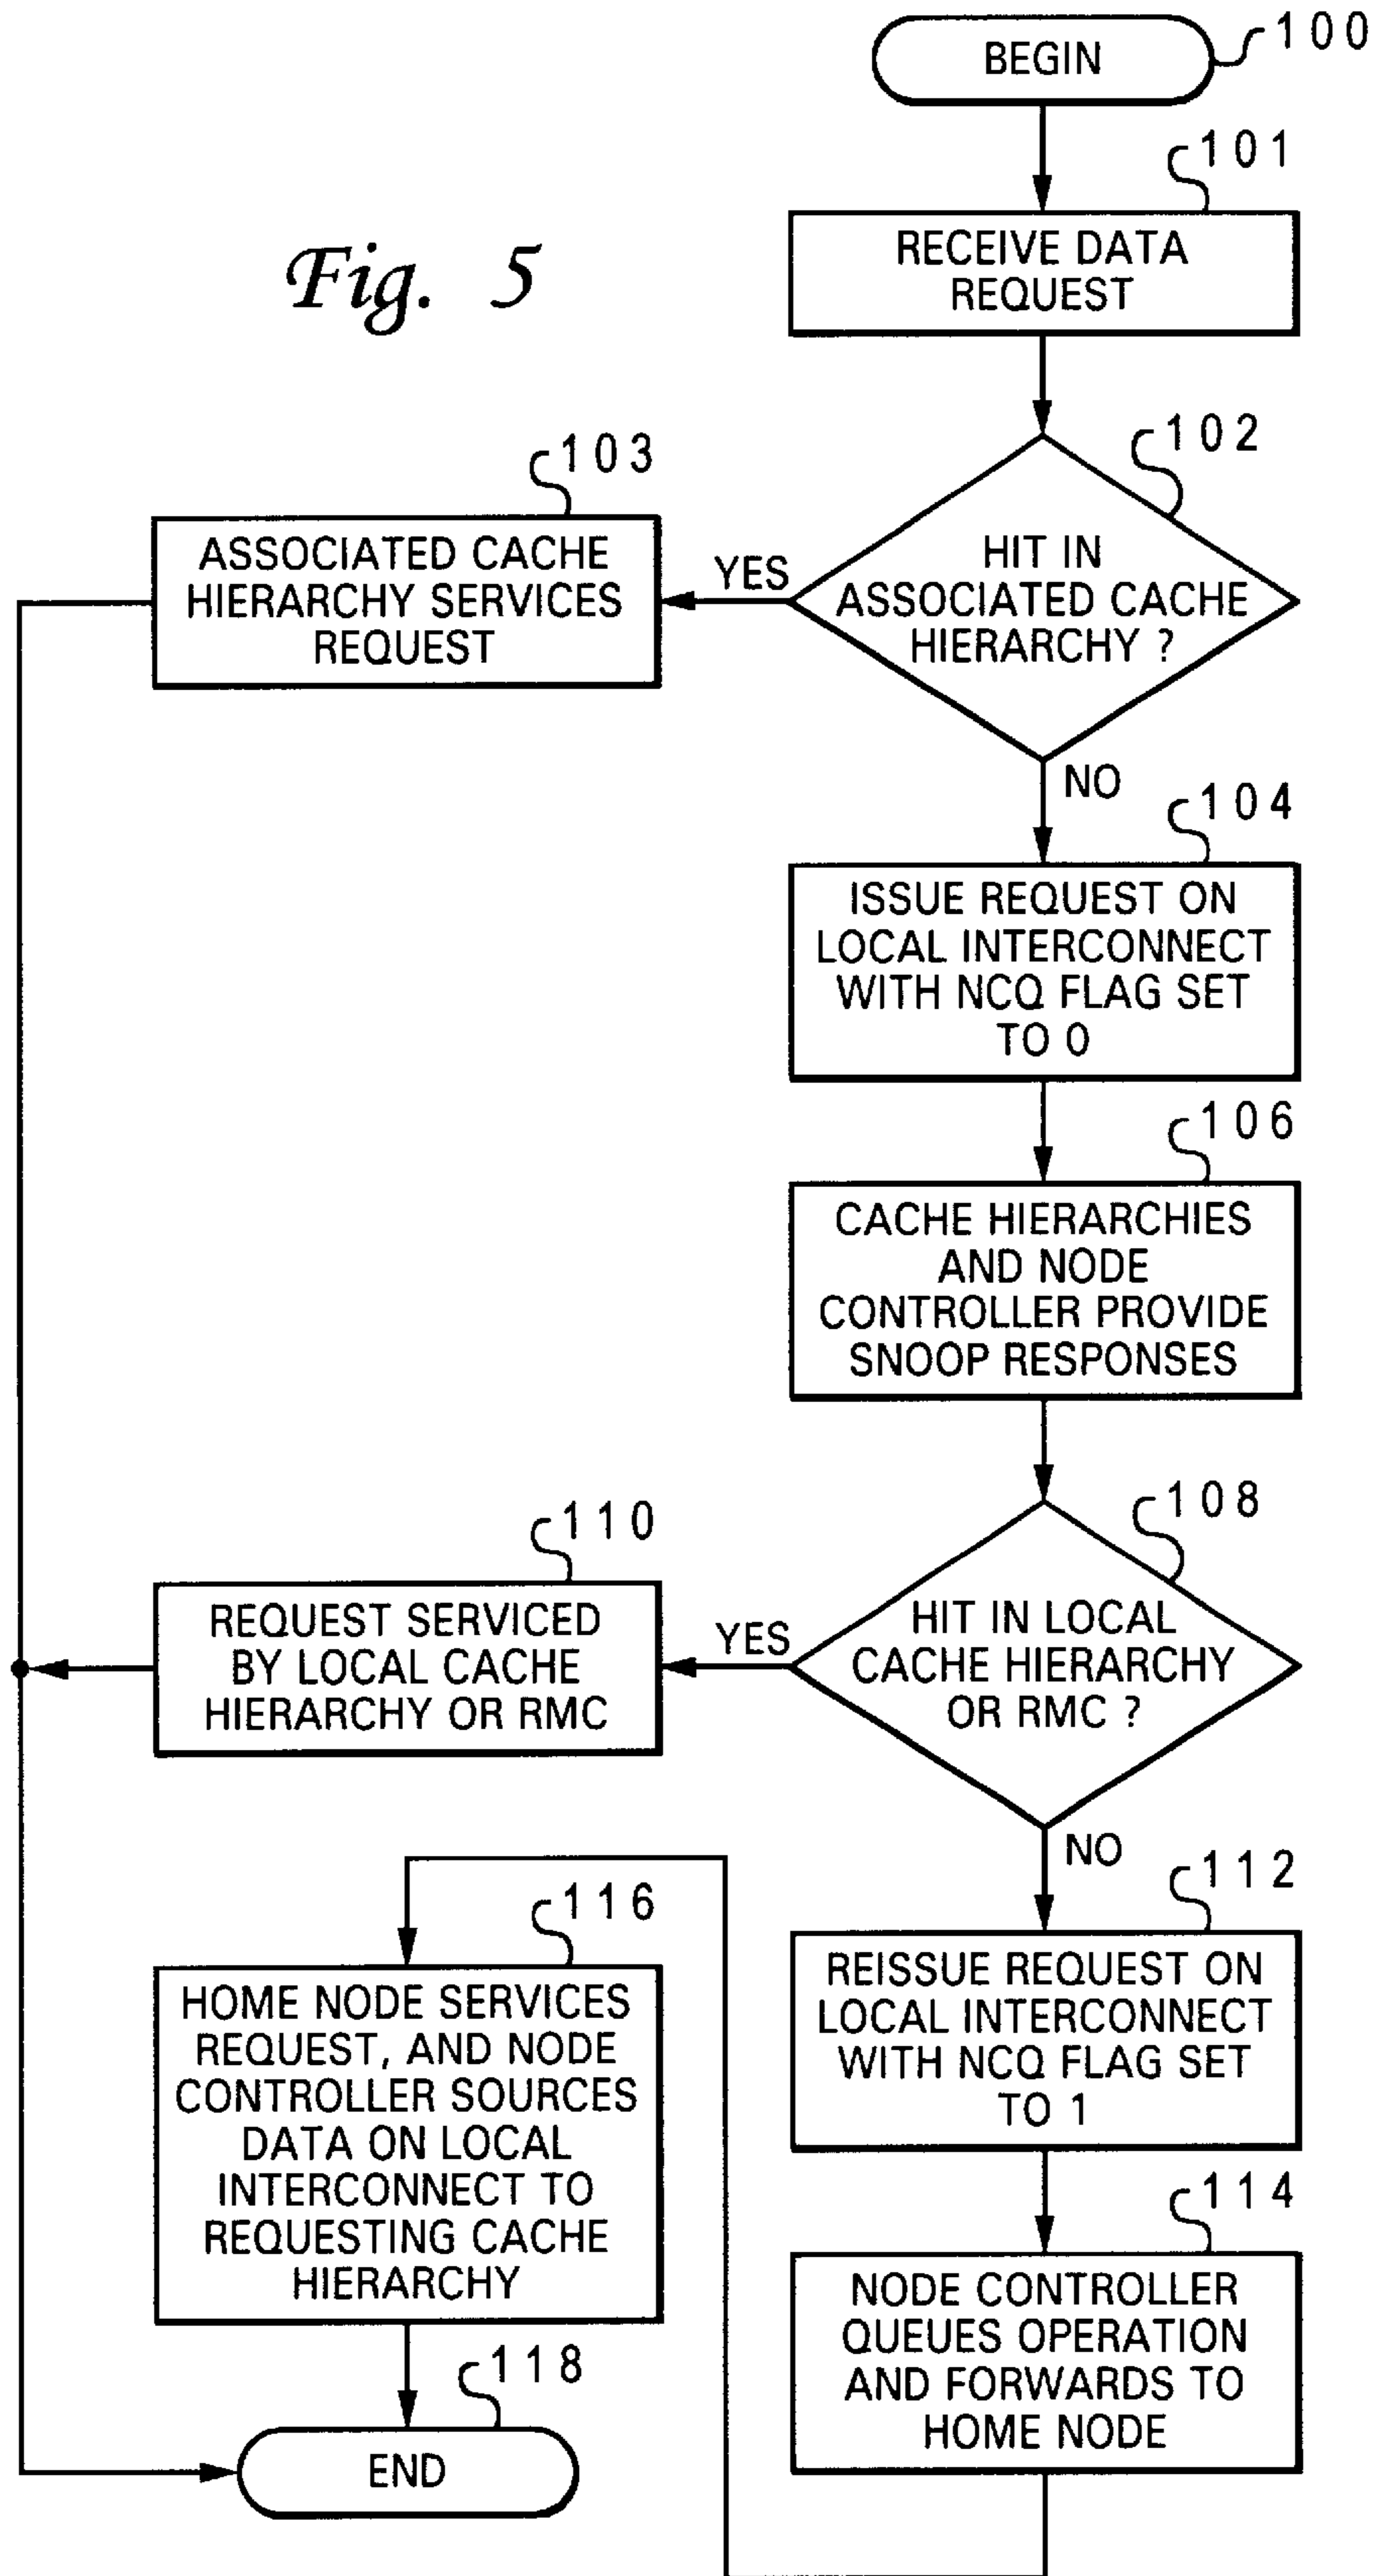 BEGIN
100
101
RECEIVE DATA
REQUEST
Fig. 5
102
HIT IN
ASSOCIATED CACHE
HIERARCHY ?
YES
103
ASSOCIATED CACHE
HIERARCHY SERVICES
REQUEST
NO
104
ISSUE REQUEST ON
LOCAL INTERCONNECT
WITH NCQ FLAG SET
TO 0
106
CACHE HIERARCHIES
AND NODE
CONTROLLER PROVIDE
SNOOP RESPONSES
108
HIT IN LOCAL
CACHE HIERARCHY
OR RMC ?
YES
110
REQUEST SERVICED
BY LOCAL CACHE
HIERARCHY OR RMC
NO
112
REISSUE REQUEST ON
LOCAL INTERCONNECT
WITH NCQ FLAG SET
TO 1
114
NODE CONTROLLER
QUEUES OPERATION
AND FORWARDS TO
HOME NODE
116
HOME NODE SERVICES
REQUEST, AND NODE
CONTROLLER SOURCES
DATA ON LOCAL
INTERCONNECT TO
REQUESTING CACHE
HIERARCHY
118
END